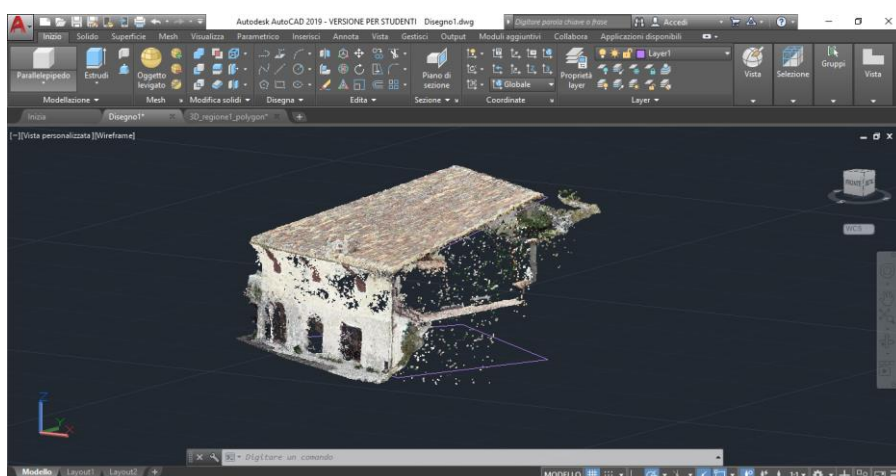 Autodesk AutoCAD 2019 - VERSIONE PER STUDENTI Disegno1.dwg
Digitare parola chiave o frase
Accedi
Inizio Solido Superficie Mesh Visualizza Parametrico Inserisci Annota Vista Gestisci Output Moduli aggiuntivi Collabora Applicazioni disponibili
Parallelepipedo
Estrudi
Oggetto levigato
Piano di sezione
Globale
Proprietà layer
Layer1
Vista
Selezione
Gruppi
Vista
Modellazione Mesh Modifica solidi Disegna Edita Sezione Coordinate Layer
Inizia Disegno1* 3D_regione1_polygon*
[−][Vista personalizzata][Wireframe]
WCS
Z
Y
X
Digitare un comando
Modello Layout1 Layout2 +
MODELLO